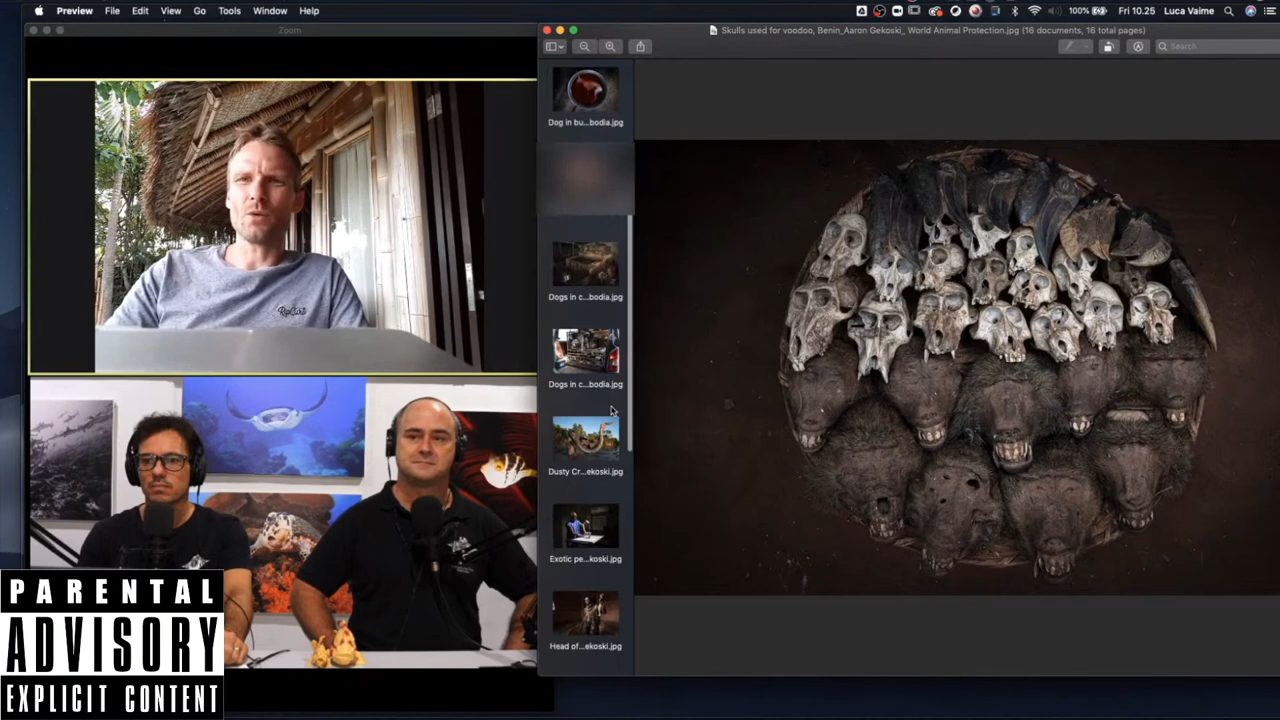 Preview File Edit View Go Tools Window Help
100% Fri 10.25 Luca Vaime
Zoom
Skulls used for voodoo, Benin_Aaron Gekoski_ World Animal Protection.jpg (16 documents, 16 total pages)
Search
Dog in bu...bodia.jpg
Dogs in c...bodia.jpg
Dogs in c...bodia.jpg
Dusty Cr...ekoski.jpg
Exotic pe...koski.jpg
Head of...ekoski.jpg
RipCurl
PARENTAL
ADVISORY
EXPLICIT CONTENT